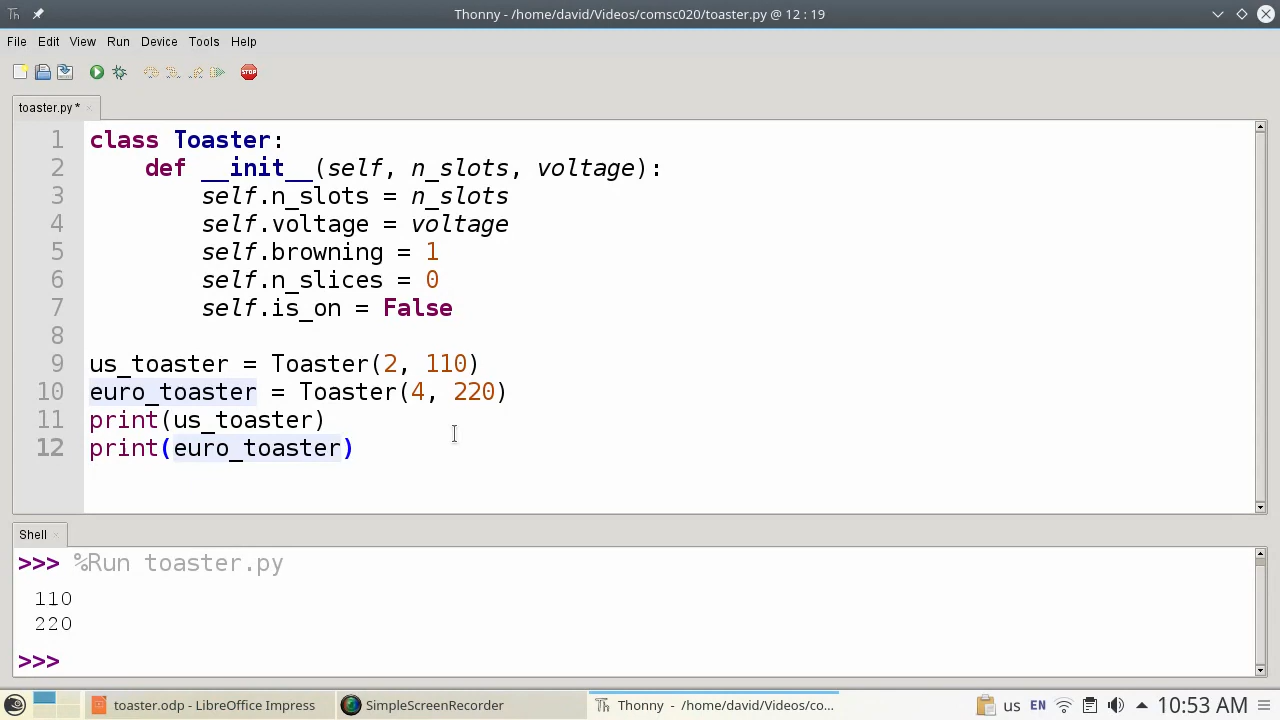 Th Thonny - /home/david/Videos/comsc020/toaster.py @ 12 : 19
File Edit View Run Device Tools Help
STOP
toaster.py * ×
1 class Toaster:
2     def __init__(self, n_slots, voltage):
3         self.n_slots = n_slots
4         self.voltage = voltage
5         self.browning = 1
6         self.n_slices = 0
7         self.is_on = False
8
9 us_toaster = Toaster(2, 110)
10 euro_toaster = Toaster(4, 220)
11 print(us_toaster)
12 print(euro_toaster)
Shell ×
>>> %Run toaster.py
110
220
>>>
toaster.odp - LibreOffice Impress SimpleScreenRecorder Th Thonny - /home/david/Videos/co... us EN 10:53 AM